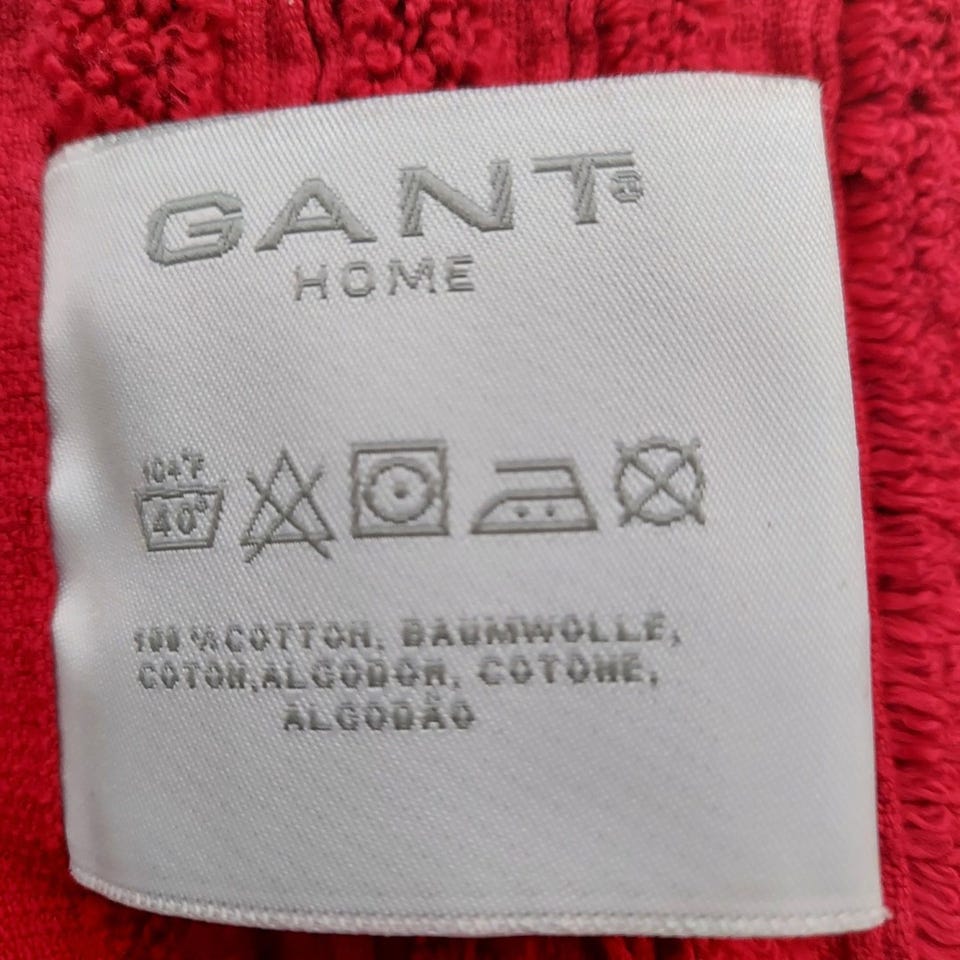 GANT®
HOME
104°F
40°
100% COTTON, BAUMWOLLE,
COTON, ALGODON, COTONE,
ALGODÃO